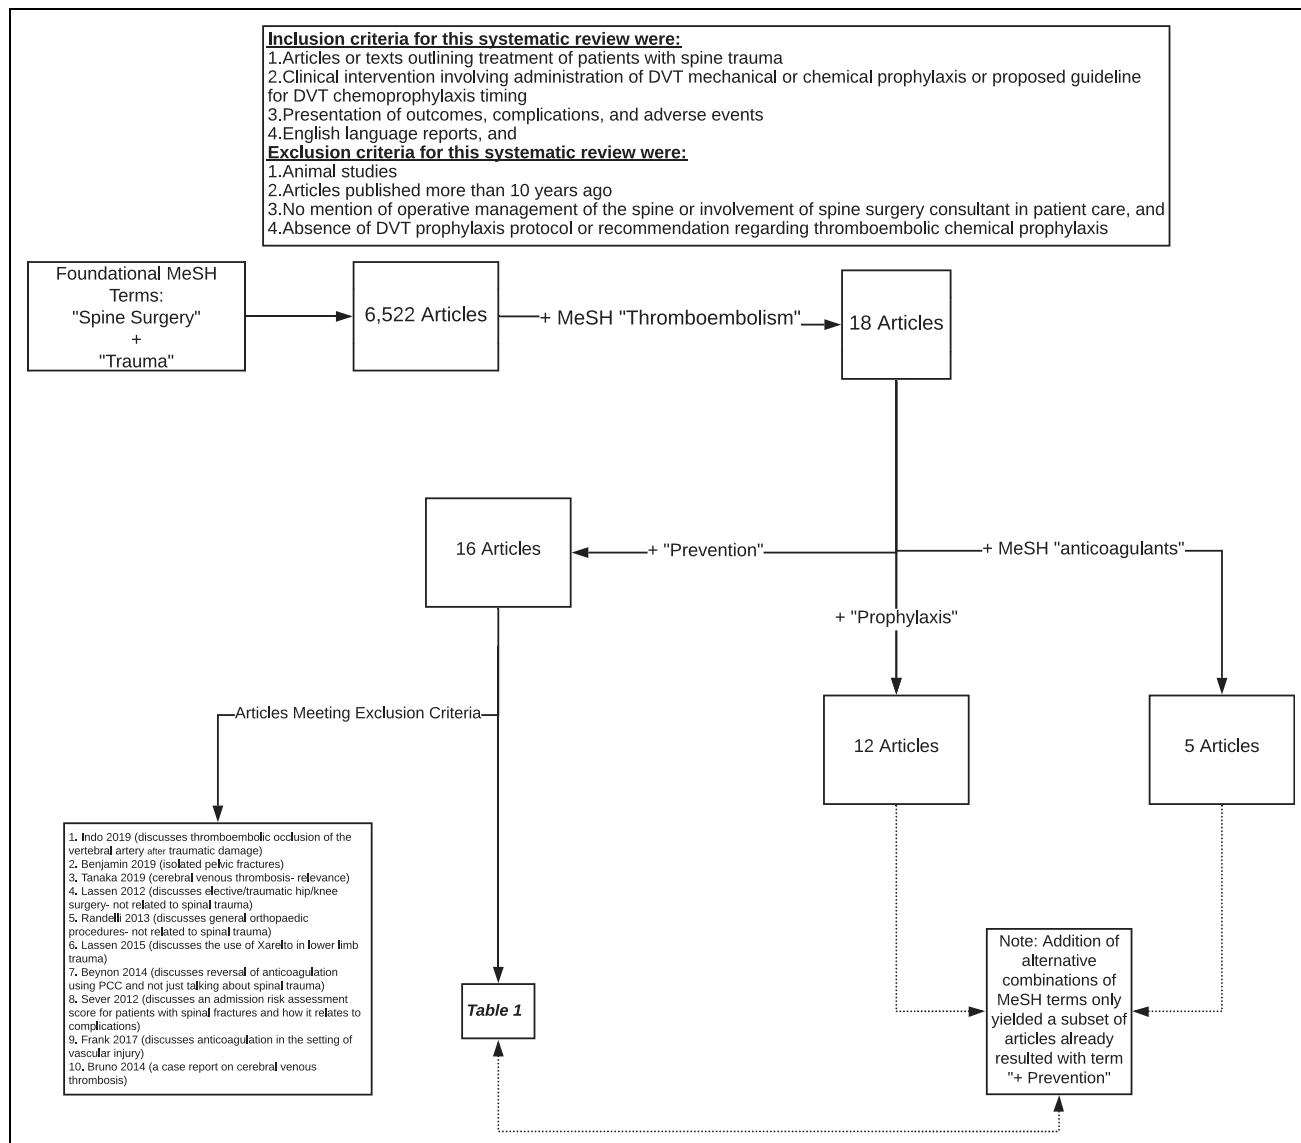 Inclusion criteria for this systematic review were:
1.Articles or texts outlining treatment of patients with spine trauma
2.Clinical intervention involving administration of DVT mechanical or chemical prophylaxis or proposed guideline
for DVT chemoprophylaxis timing
3.Presentation of outcomes, complications, and adverse events
4.English language reports, and
Exclusion criteria for this systematic review were:
1.Animal studies
2.Articles published more than 10 years ago
3.No mention of operative management of the spine or involvement of spine surgery consultant in patient care, and
4.Absence of DVT prophylaxis protocol or recommendation regarding thromboembolic chemical prophylaxis
Foundational MeSH
Terms:
"Spine Surgery"
+
"Trauma"
6,522 Articles
+ MeSH "Thromboembolism"
18 Articles
16 Articles
+ "Prevention"
+ MeSH "anticoagulants"
+ "Prophylaxis"
12 Articles
5 Articles
Articles Meeting Exclusion Criteria
1. Indo 2019 (discusses thromboembolic occlusion of the
vertebral artery after traumatic damage)
2. Benjamin 2019 (isolated pelvic fractures)
3. Tanaka 2019 (cerebral venous thrombosis- relevance)
4. Lassen 2012 (discusses elective/traumatic hip/knee
surgery- not related to spinal trauma)
5. Randelli 2013 (discusses general orthopaedic
procedures- not related to spinal trauma)
6. Lassen 2015 (discusses the use of Xarelto in lower limb
trauma)
7. Beynon 2014 (discusses reversal of anticoagulation
using PCC and not just talking about spinal trauma)
8. Sever 2012 (discusses an admission risk assessment
score for patients with spinal fractures and how it relates to
complications)
9. Frank 2017 (discusses anticoagulation in the setting of
vascular injury)
10. Bruno 2014 (a case report on cerebral venous
thrombosis)
Table 1
Note: Addition of
alternative
combinations of
MeSH terms only
yielded a subset of
articles already
resulted with term
"+ Prevention"